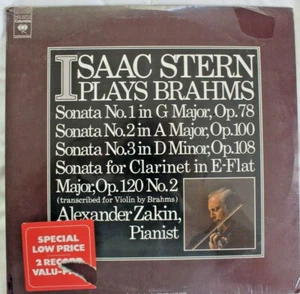 Columbia
ISAAC STERN
PLAYS BRAHMS
Sonata No.1 in G Major, Op.78
Sonata No.2 in A Major, Op.100
Sonata No.3 in D Minor, Op.108
Sonata for Clarinet in E-Flat
Major, Op.120 No.2
(transcribed for Violin by Brahms)
Alexander Zakin,
Pianist
SPECIAL
LOW PRICE
2 RECORD
VALU-